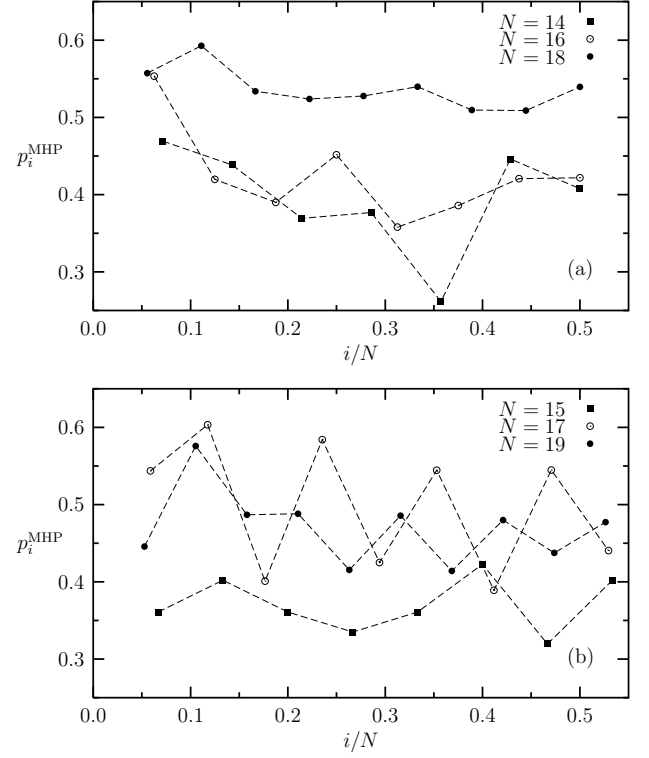 0.6
0.5
0.4
0.3
p_i^MHP
N = 14
N = 16
N = 18
(a)
0.0 0.1 0.2 0.3 0.4 0.5
i/N
0.6
0.5
0.4
0.3
p_i^MHP
N = 15
N = 17
N = 19
(b)
0.0 0.1 0.2 0.3 0.4 0.5
i/N